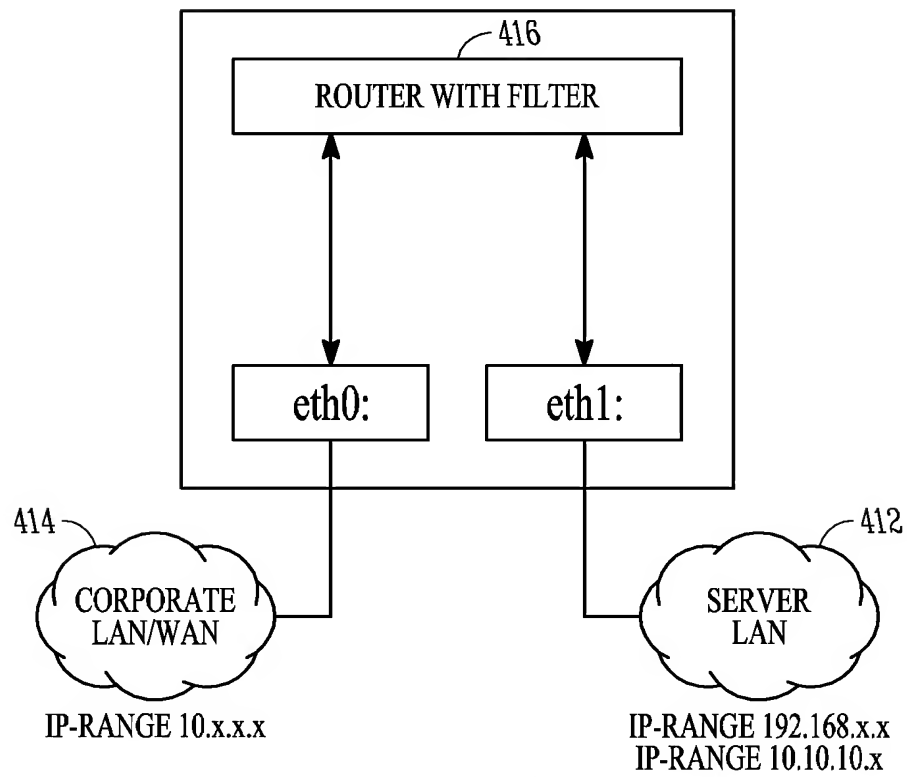 416
ROUTER WITH FILTER
eth0:
eth1:
414
CORPORATE
LAN/WAN
IP-RANGE 10.x.x.x
412
SERVER
LAN
IP-RANGE 192.168.x.x
IP-RANGE 10.10.10.x